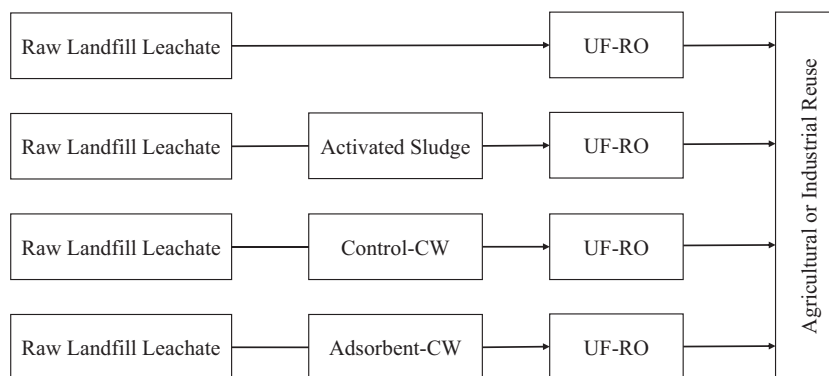 Raw Landfill Leachate
UF-RO
Raw Landfill Leachate
Activated Sludge
UF-RO
Raw Landfill Leachate
Control-CW
UF-RO
Raw Landfill Leachate
Adsorbent-CW
UF-RO
Agricultural or Industrial Reuse